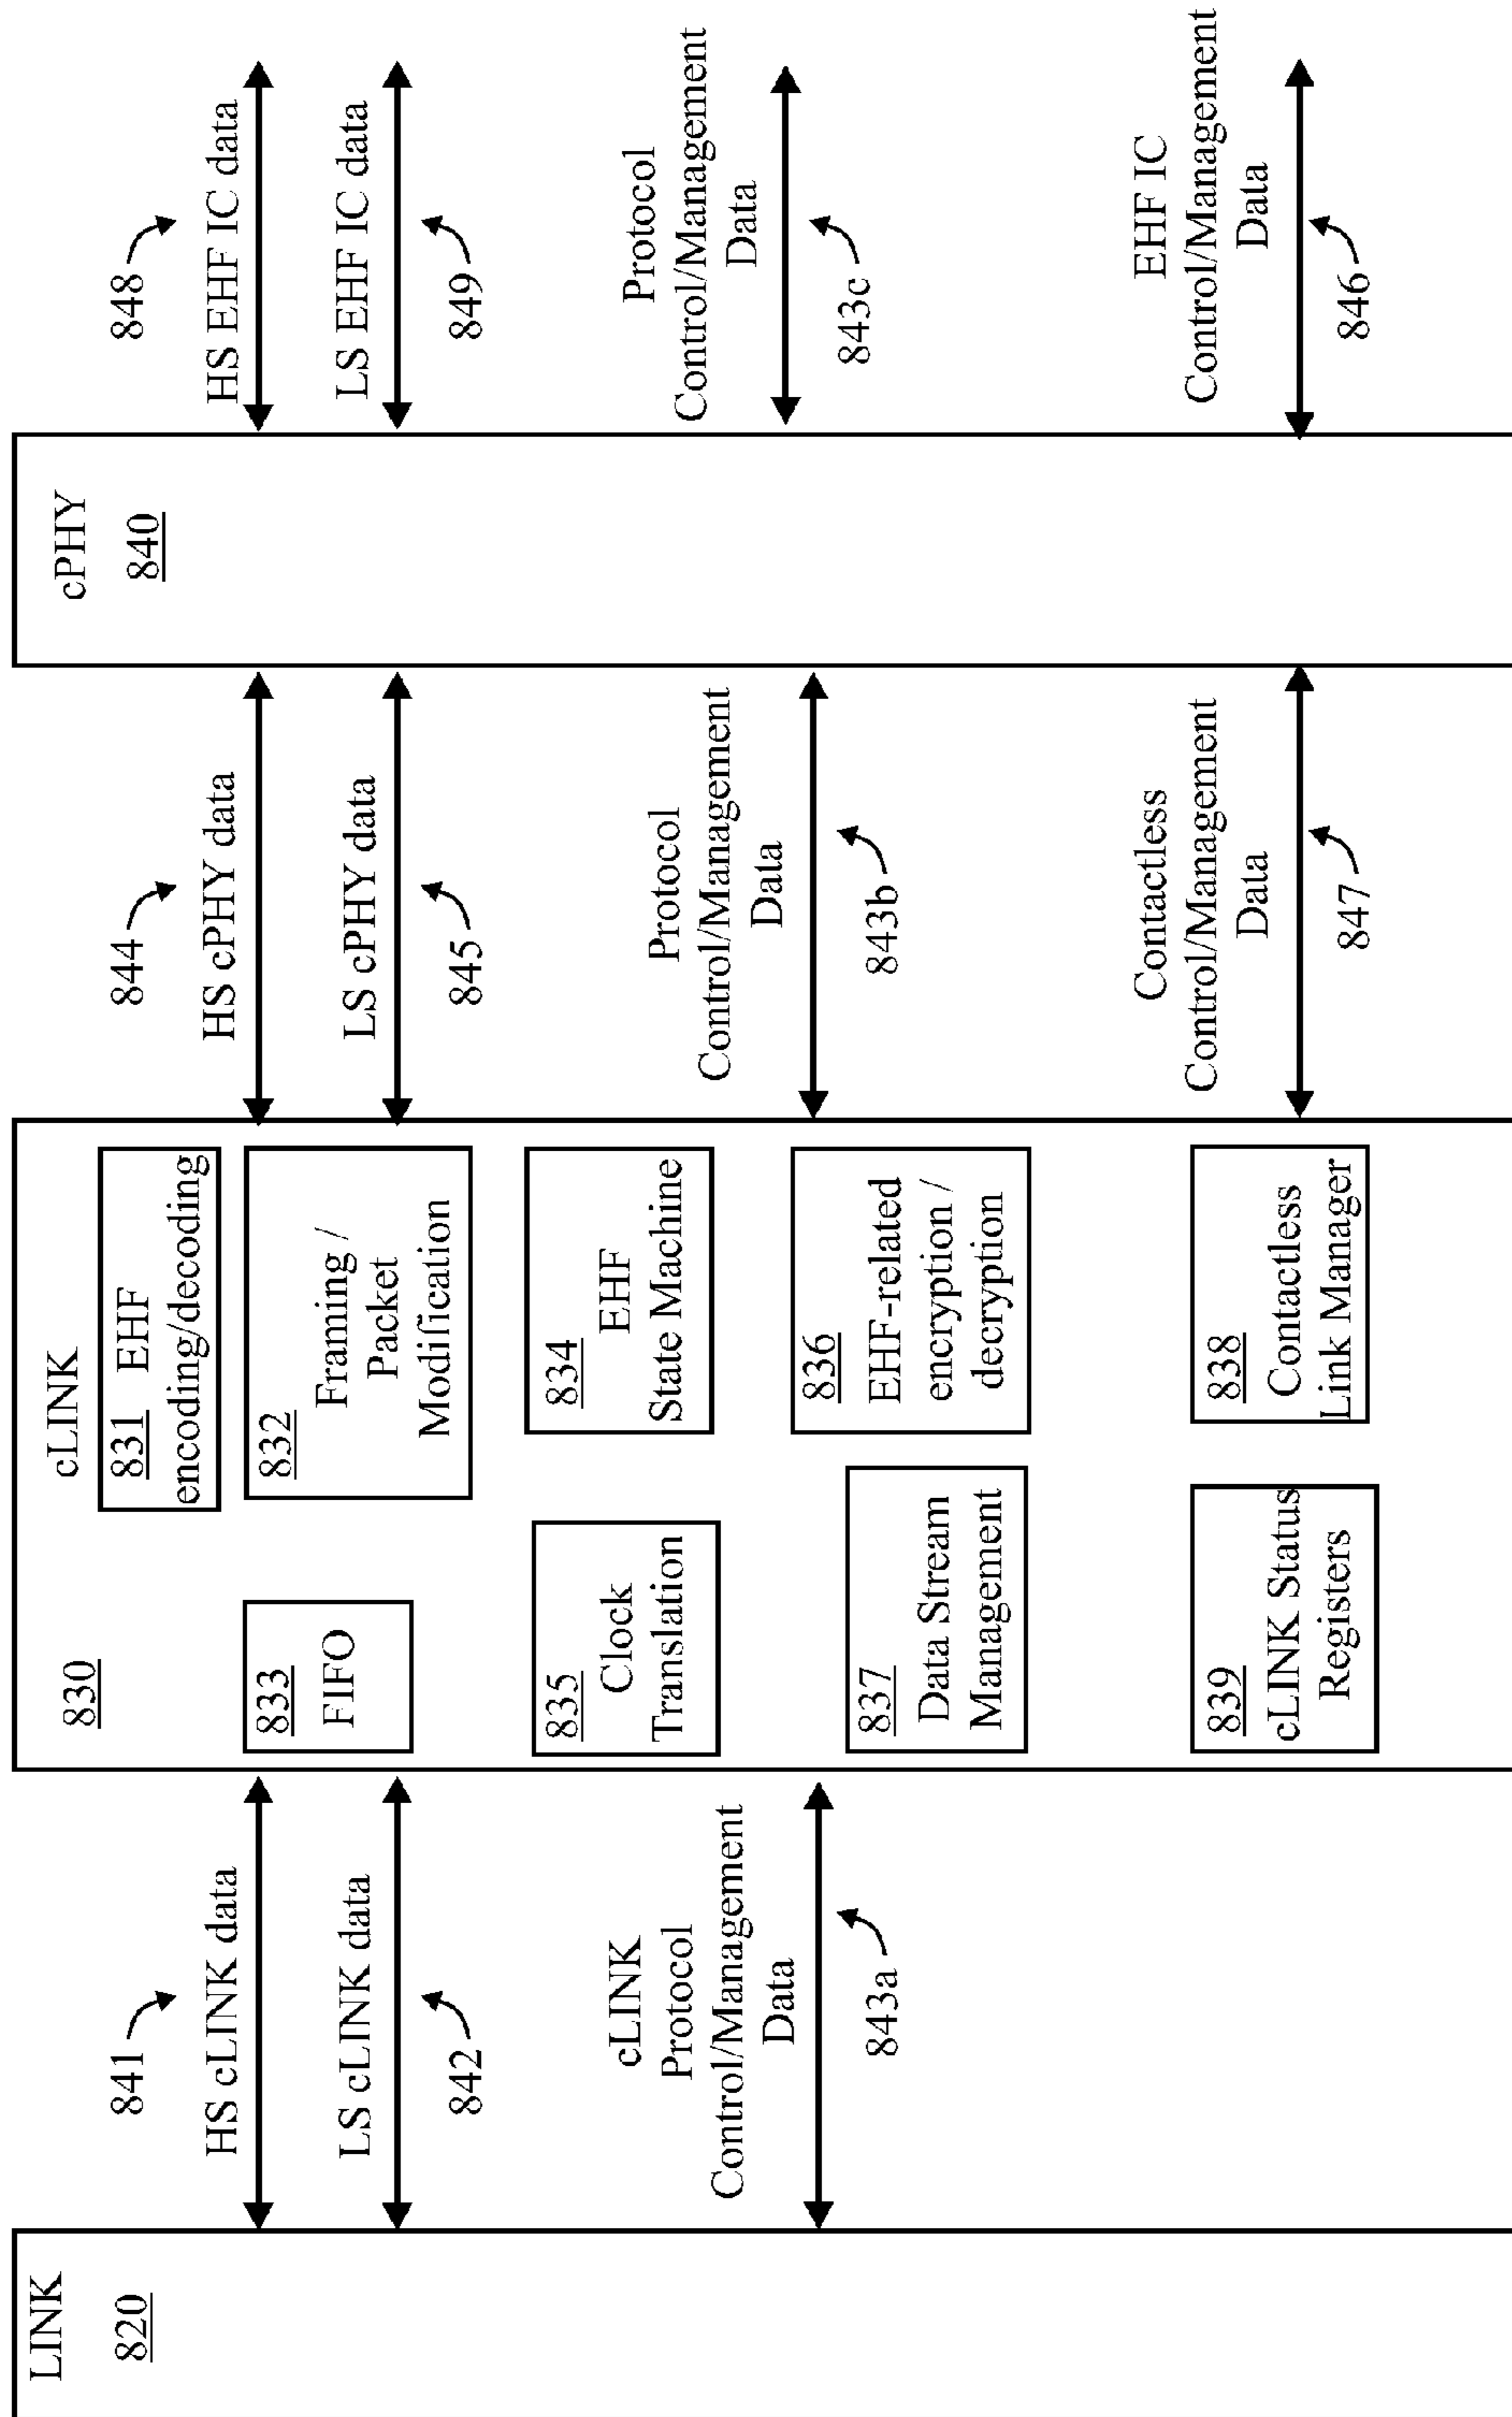 LINK
820
841
HS cLINK data
LS cLINK data
842
cLINK
Protocol
Control/Management
Data
843a
cLINK
830
831 EHF
encoding/decoding
833
FIFO
832
Framing /
Packet
Modification
835
Clock
Translation
834
EHF
State Machine
837
Data Stream
Management
836
EHF-related
encryption /
decryption
839
cLINK Status
Registers
838
Contactless
Link Manager
844
HS cPHY data
LS cPHY data
845
Protocol
Control/Management
Data
843b
Contactless
Control/Management
Data
847
cPHY
840
848
HS EHF IC data
LS EHF IC data
849
Protocol
Control/Management
Data
843c
EHF IC
Control/Management
Data
846